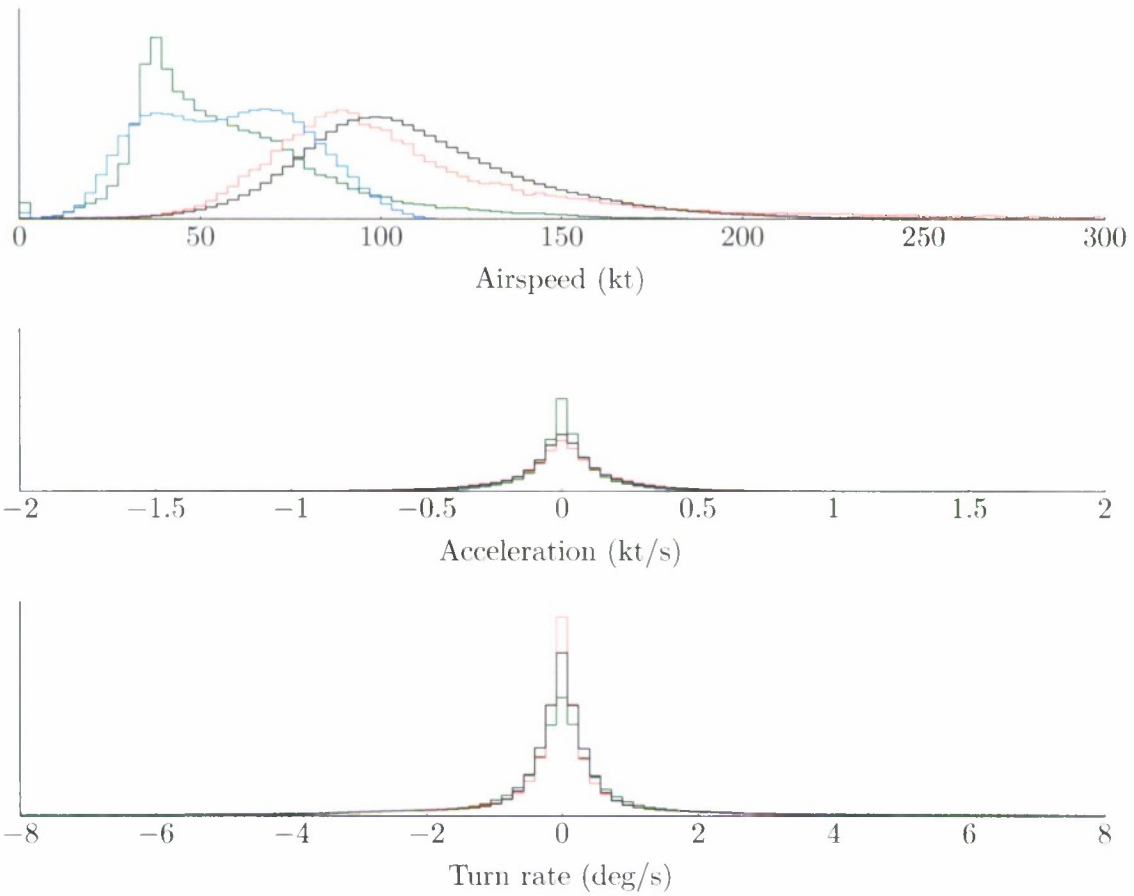 0 50 100 150 200 250 300
Airspeed (kt)
−2 −1.5 −1 −0.5 0 0.5 1 1.5 2
Acceleration (kt/s)
−8 −6 −4 −2 0 2 4 6 8
Turn rate (deg/s)